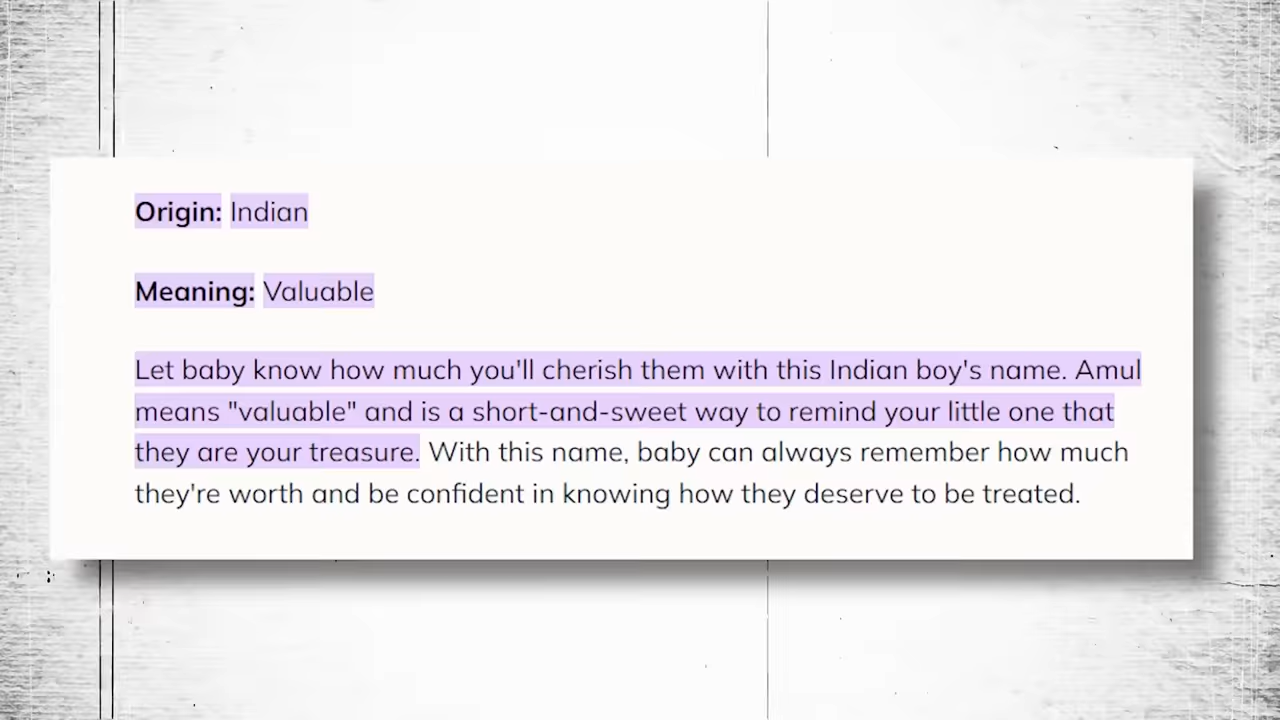 Origin: Indian
Meaning: Valuable
Let baby know how much you'll cherish them with this Indian boy's name. Amul
means "valuable" and is a short-and-sweet way to remind your little one that
they are your treasure. With this name, baby can always remember how much
they're worth and be confident in knowing how they deserve to be treated.